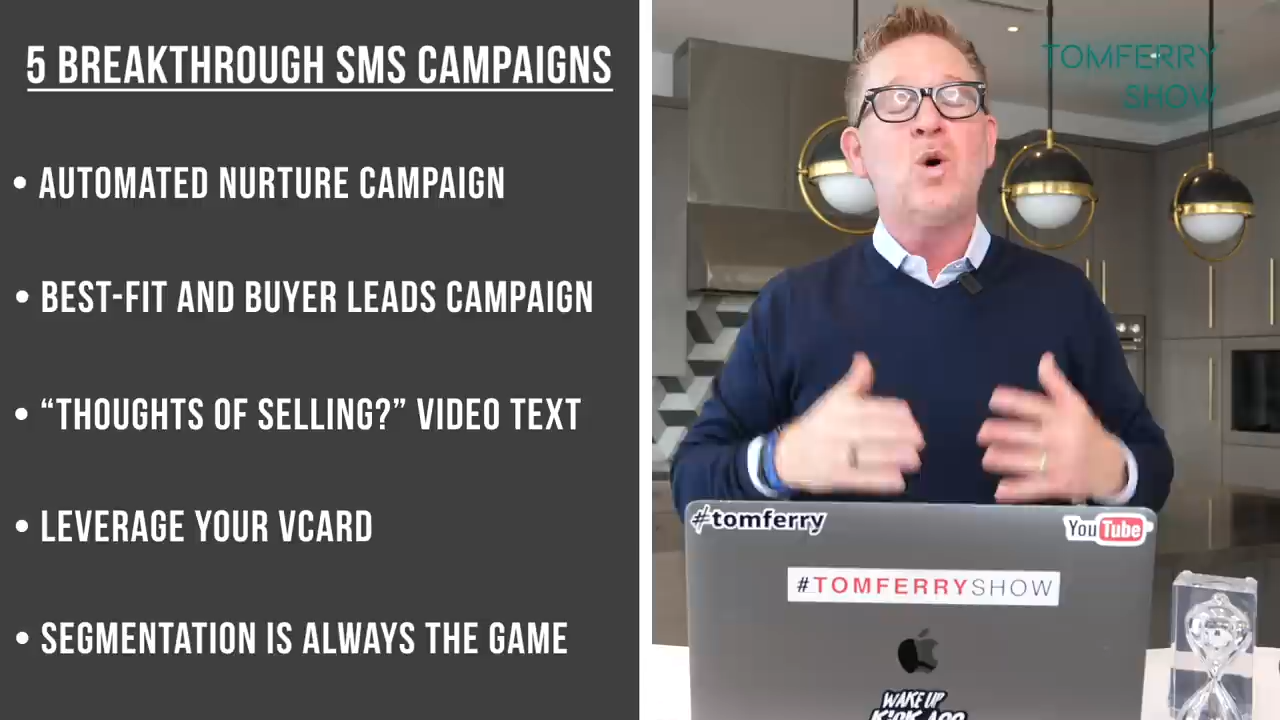 5 BREAKTHROUGH SMS CAMPAIGNS
• AUTOMATED NURTURE CAMPAIGN
• BEST-FIT AND BUYER LEADS CAMPAIGN
• “THOUGHTS OF SELLING?” VIDEO TEXT
• LEVERAGE YOUR VCARD
• SEGMENTATION IS ALWAYS THE GAME
TOMFERRY
SHOW
#tomferry
YouTube
#TOMFERRYSHOW
WAKE UP